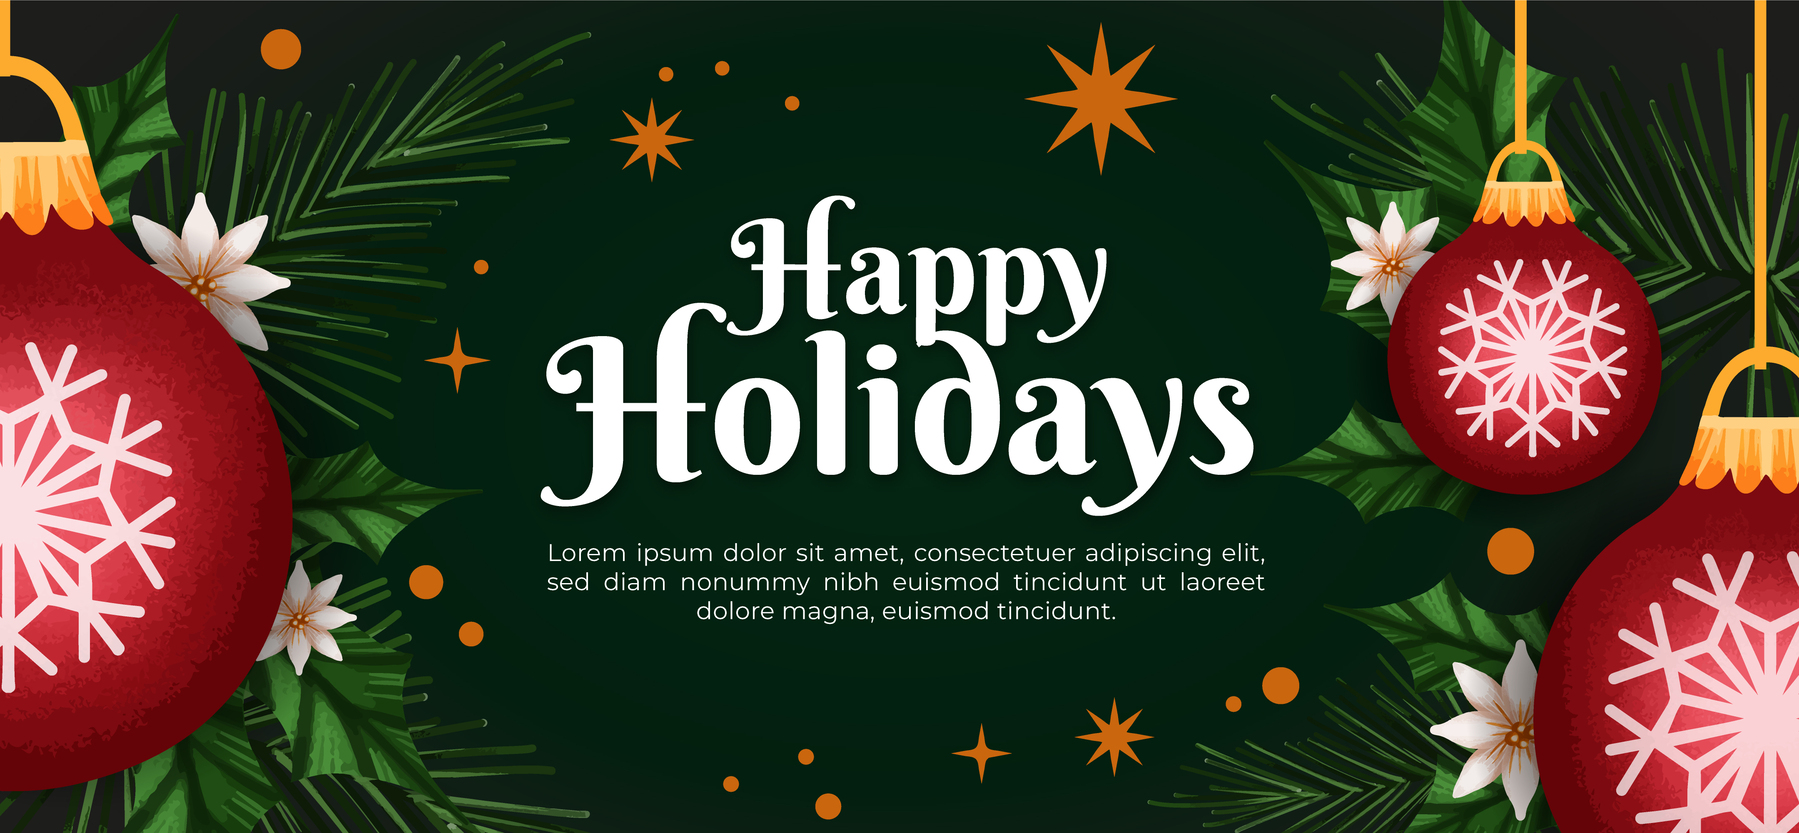 Happy
Holidays
Lorem ipsum dolor sit amet, consectetuer adipiscing elit,
sed diam nonummy nibh euismod tincidunt ut laoreet
dolore magna, euismod tincidunt.